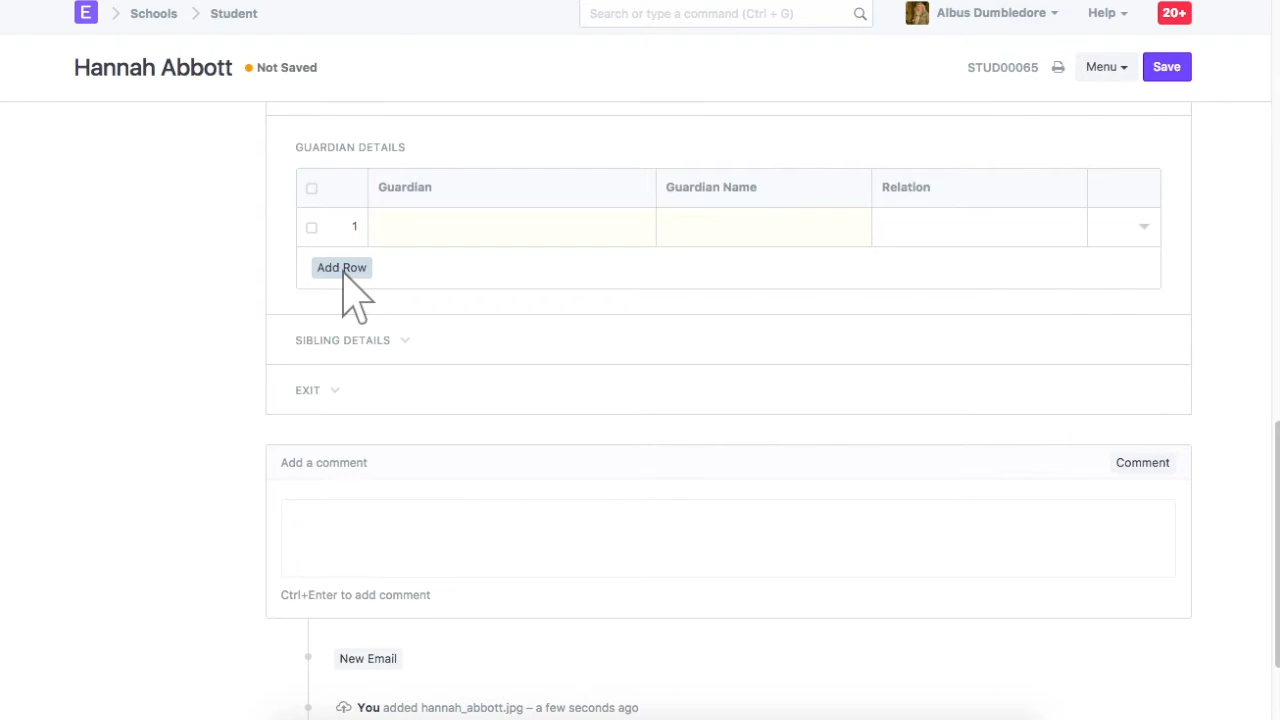 E Schools Student Search or type a command (Ctrl + G) Albus Dumbledore Help 20+
Hannah Abbott Not Saved STUD00065 Menu Save
GUARDIAN DETAILS
Guardian Guardian Name Relation
1
Add Row
SIBLING DETAILS
EXIT
Add a comment Comment
Ctrl+Enter to add comment
New Email
You added hannah_abbott.jpg – a few seconds ago